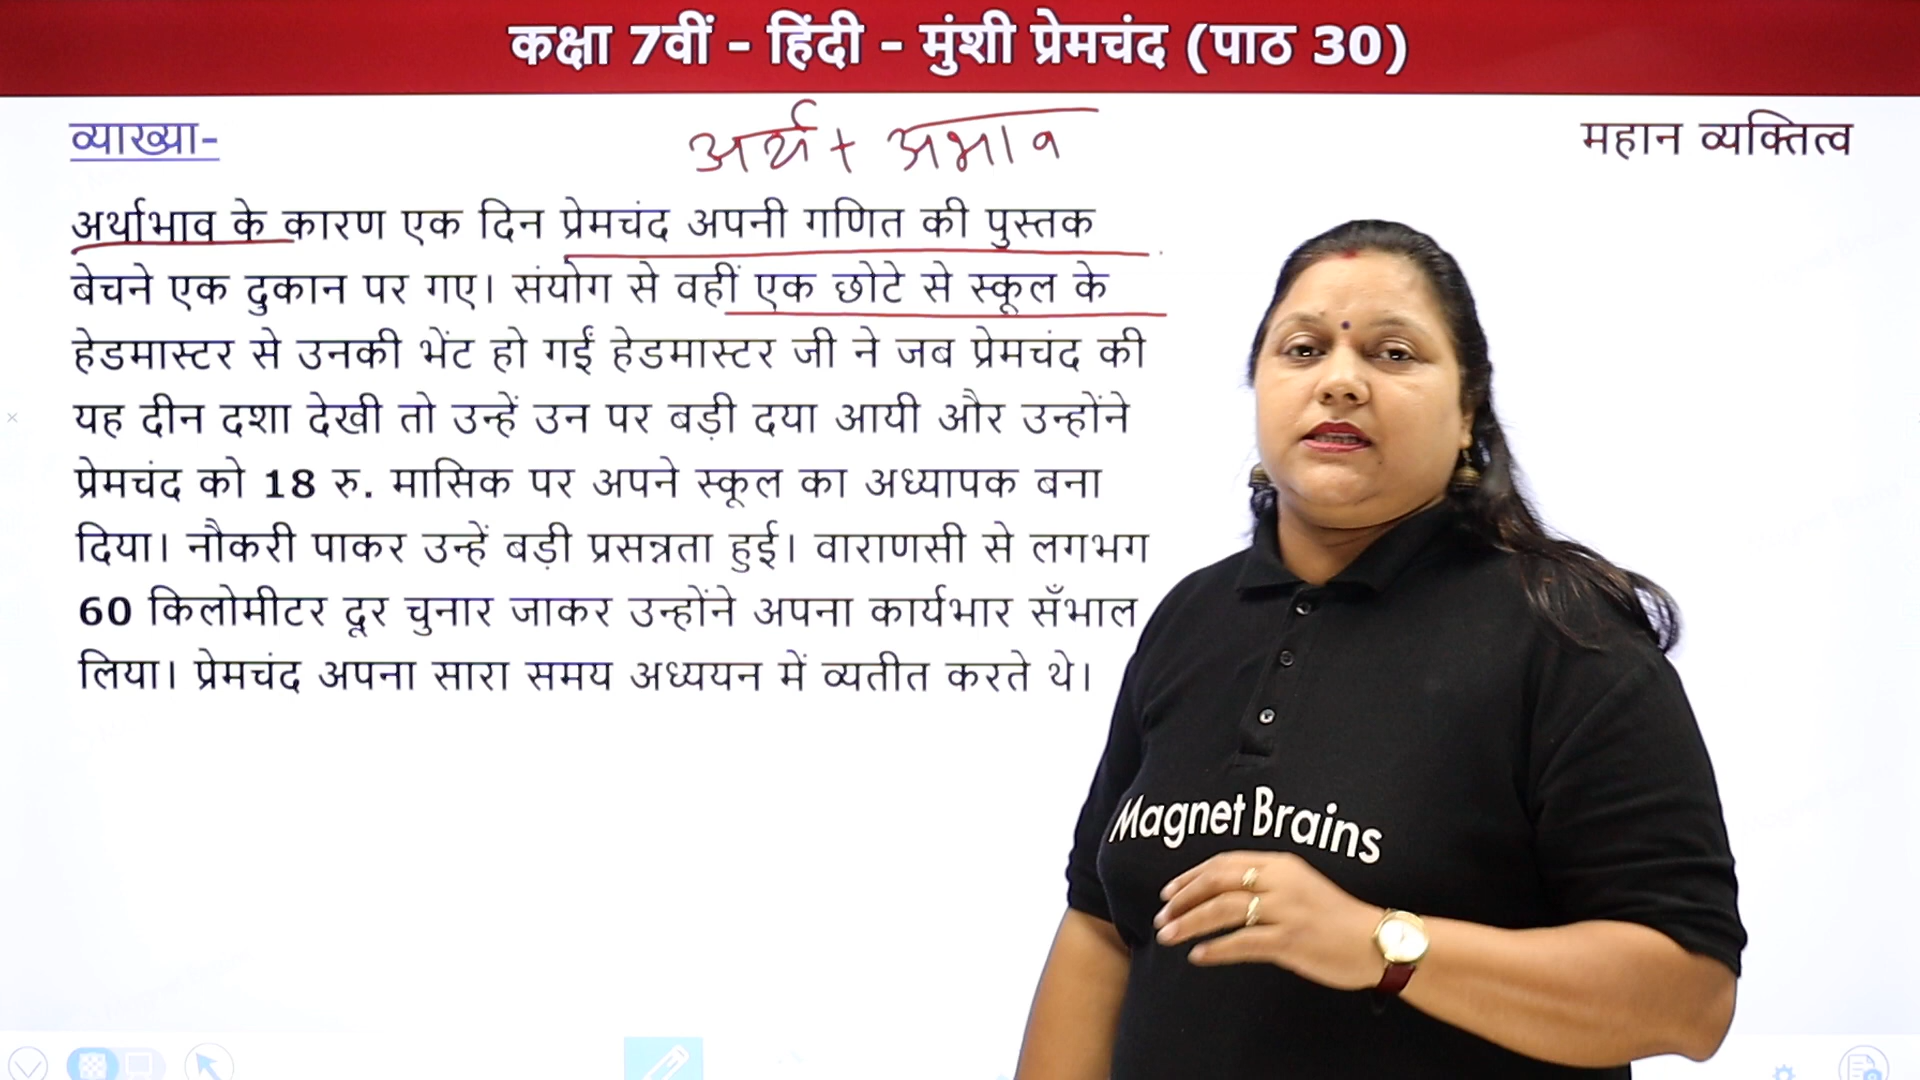 कक्षा 7वीं - हिंदी - मुंशी प्रेमचंद (पाठ 30)
व्याख्या-
अर्थ + अभाव
महान व्यक्तित्व
अर्थाभाव के कारण एक दिन प्रेमचंद अपनी गणित की पुस्तक
बेचने एक दुकान पर गए। संयोग से वहीं एक छोटे से स्कूल के
हेडमास्टर से उनकी भेंट हो गईं हेडमास्टर जी ने जब प्रेमचंद की
यह दीन दशा देखी तो उन्हें उन पर बड़ी दया आयी और उन्होंने
प्रेमचंद को 18 रु. मासिक पर अपने स्कूल का अध्यापक बना
दिया। नौकरी पाकर उन्हें बड़ी प्रसन्नता हुई। वाराणसी से लगभग
60 किलोमीटर दूर चुनार जाकर उन्होंने अपना कार्यभार सँभाल
लिया। प्रेमचंद अपना सारा समय अध्ययन में व्यतीत करते थे।
Magnet Brains